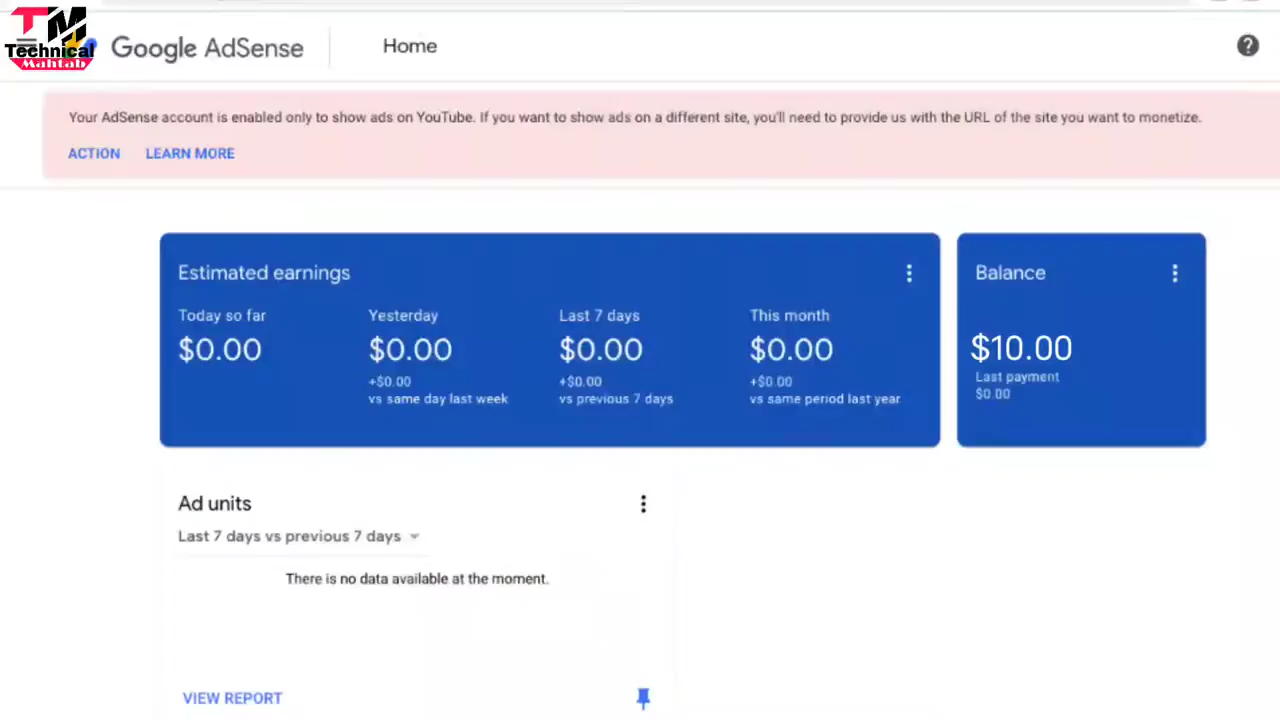 TM
Technical
Mahtab
Google AdSense
Home
?
Your AdSense account is enabled only to show ads on YouTube. If you want to show ads on a different site, you'll need to provide us with the URL of the site you want to monetize.
ACTION LEARN MORE
Estimated earnings
Today so far
$0.00
Yesterday
$0.00
+$0.00
vs same day last week
Last 7 days
$0.00
+$0.00
vs previous 7 days
This month
$0.00
+$0.00
vs same period last year
Balance
$10.00
Last payment
$0.00
Ad units
Last 7 days vs previous 7 days
There is no data available at the moment.
VIEW REPORT